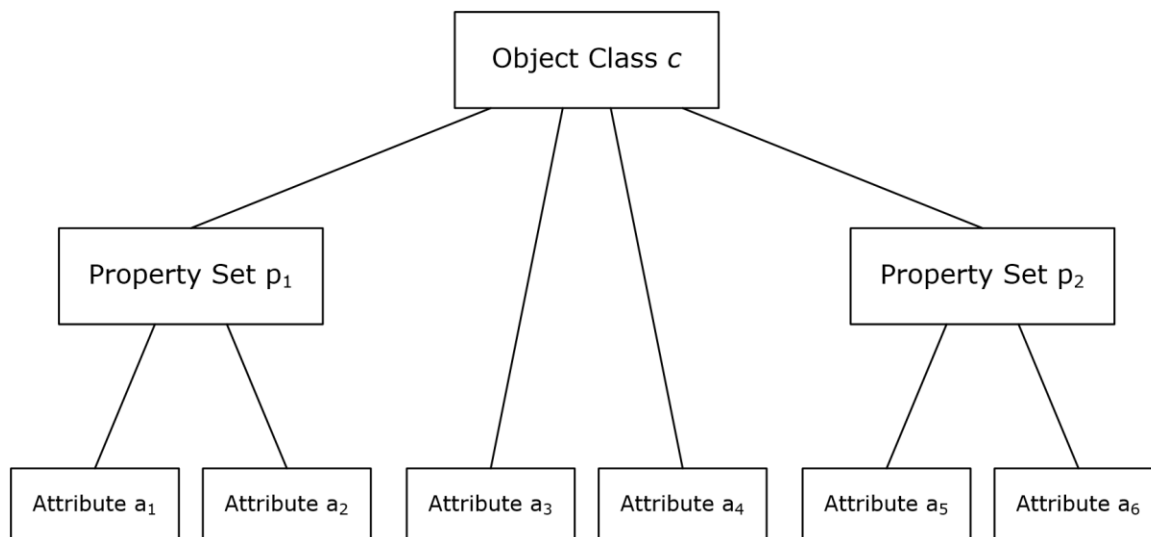 Object Class c
Property Set p₁
Property Set p₂
Attribute a₁
Attribute a₂
Attribute a₃
Attribute a₄
Attribute a₅
Attribute a₆